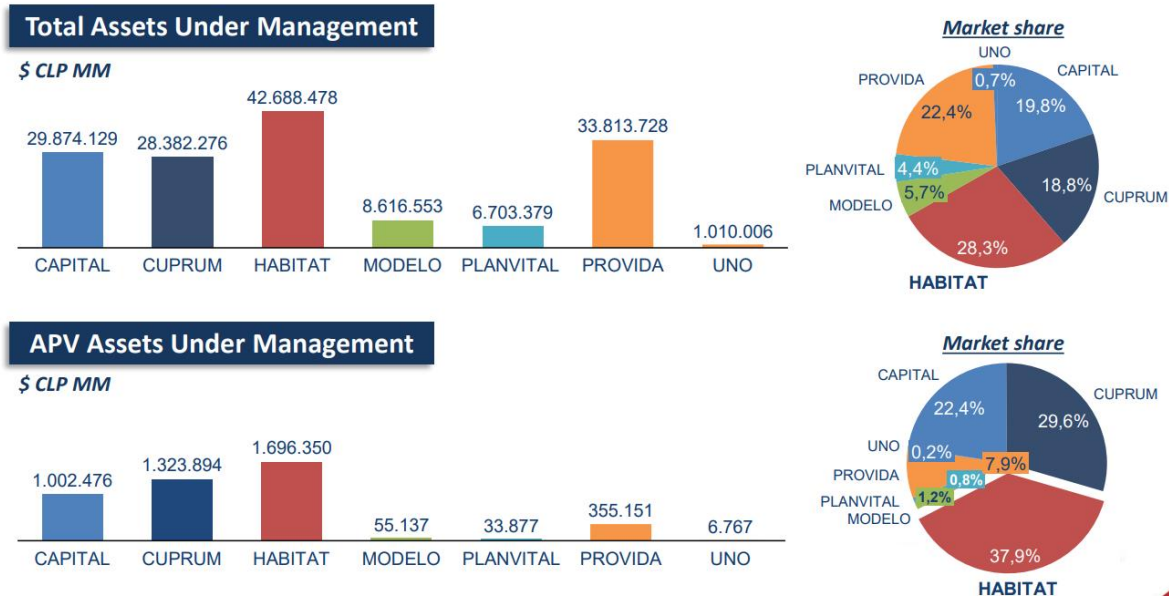 Total Assets Under Management
$ CLP MM
29.874.129
28.382.276
42.688.478
8.616.553
6.703.379
33.813.728
1.010.006
CAPITAL
CUPRUM
HABITAT
MODELO
PLANVITAL
PROVIDA
UNO
Market share
UNO
0,7%
CAPITAL
19,8%
PROVIDA
22,4%
PLANVITAL
4,4%
MODELO
5,7%
CUPRUM
18,8%
28,3%
HABITAT
APV Assets Under Management
$ CLP MM
1.002.476
1.323.894
1.696.350
55.137
33.877
355.151
6.767
CAPITAL
CUPRUM
HABITAT
MODELO
PLANVITAL
PROVIDA
UNO
Market share
CAPITAL
22,4%
CUPRUM
29,6%
UNO
0,2%
PROVIDA
7,9%
PLANVITAL
0,8%
MODELO
1,2%
37,9%
HABITAT